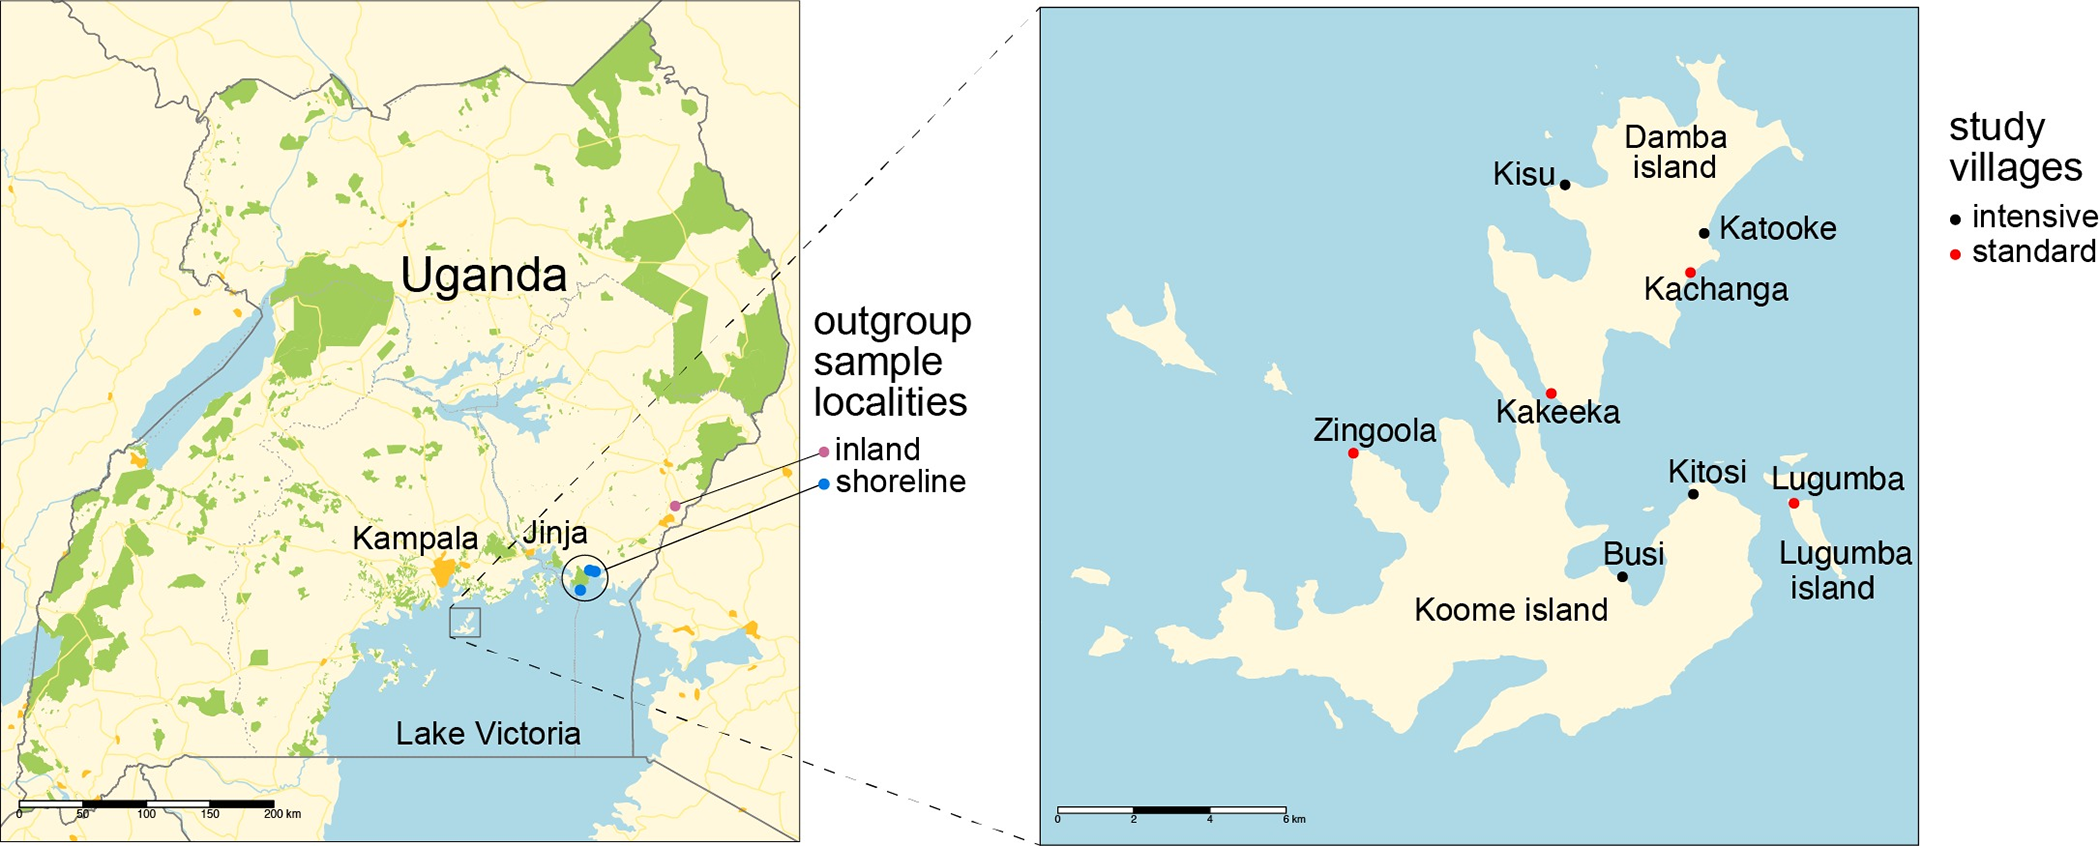 Uganda
Kampala
Jinja
Lake Victoria
0 50 100 150 200 km
outgroup
sample
localities
inland
shoreline
Damba
island
Kisu
Katooke
Kachanga
Kakeeka
Zingoola
Kitosi
Lugumba
Busi
Lugumba
island
Koome island
0 2 4 6 km
study
villages
intensive
standard